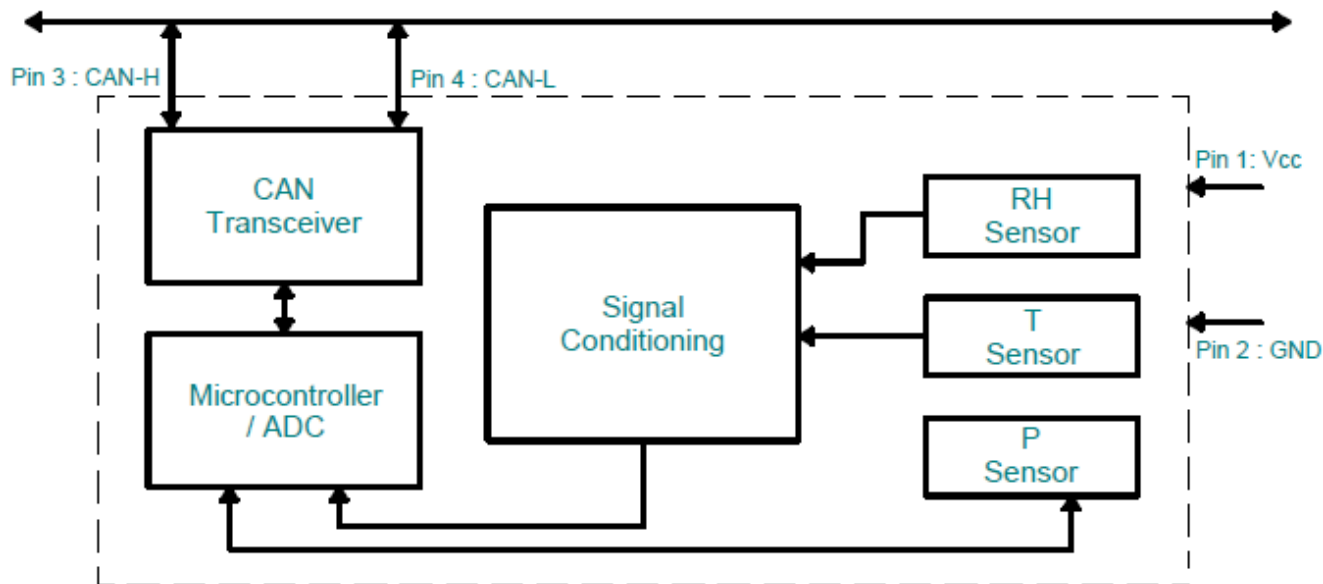 Pin 3 : CAN-H
Pin 4 : CAN-L
CAN
Transceiver
Microcontroller
/ ADC
Signal
Conditioning
RH
Sensor
T
Sensor
P
Sensor
Pin 1: Vcc
Pin 2 : GND